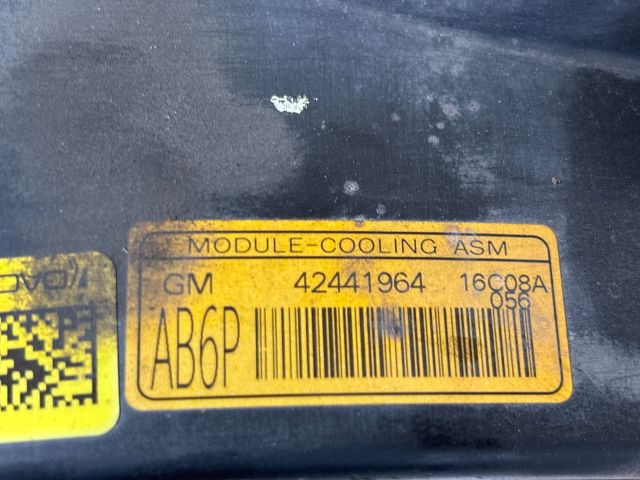 MODULE-COOLING ASM
GM 42441964 16C08A
056
AB6P